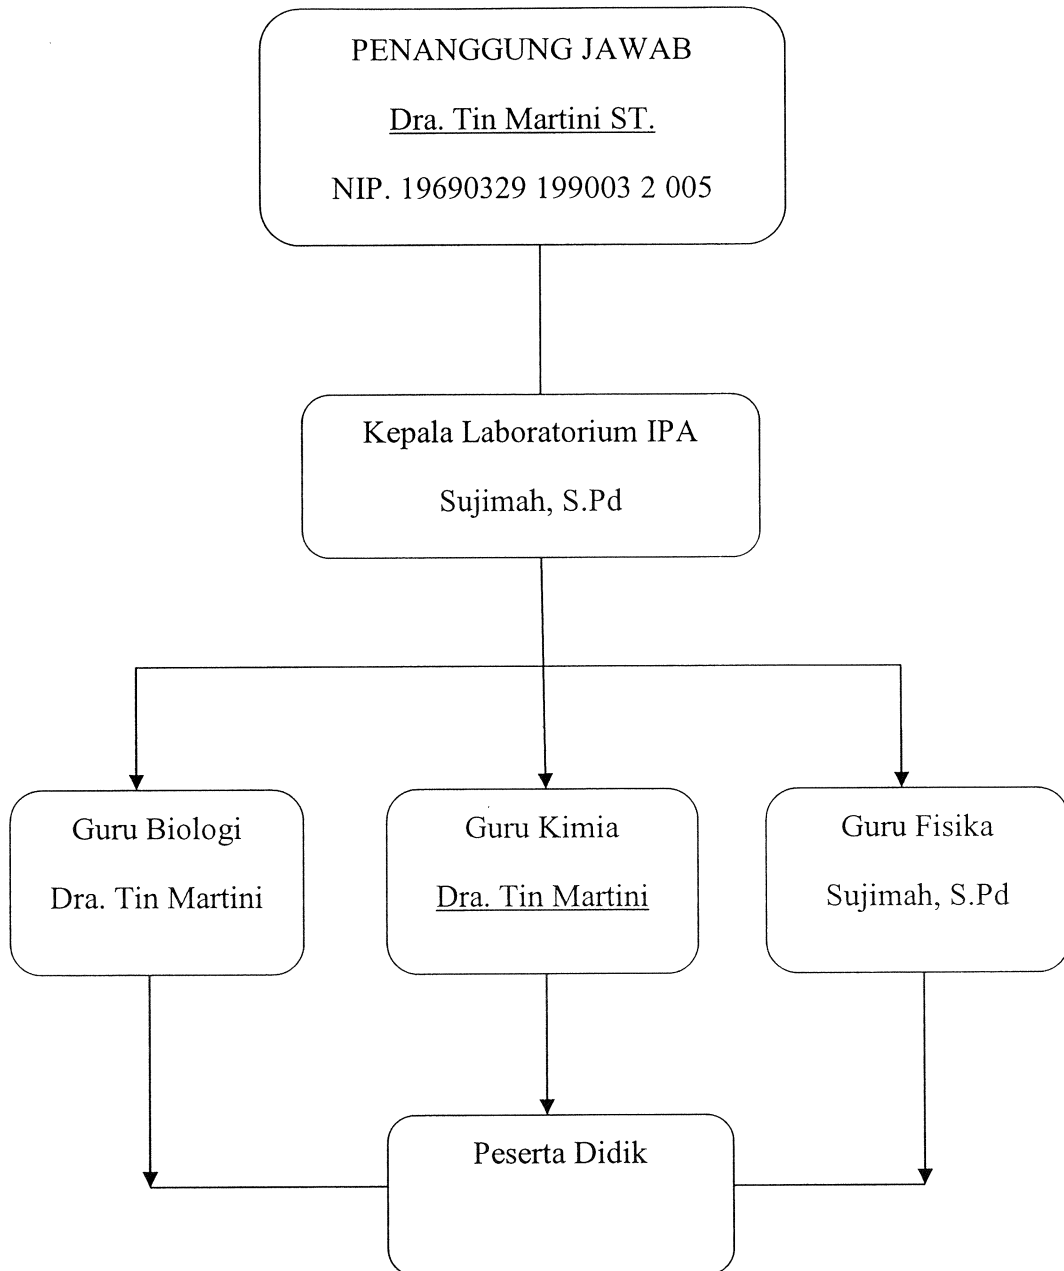 PENANGGUNG JAWAB
Dra. Tin Martini ST.
NIP. 19690329 199003 2 005
Kepala Laboratorium IPA
Sujimah, S.Pd
Guru Biologi
Dra. Tin Martini
Guru Kimia
Dra. Tin Martini
Guru Fisika
Sujimah, S.Pd
Peserta Didik